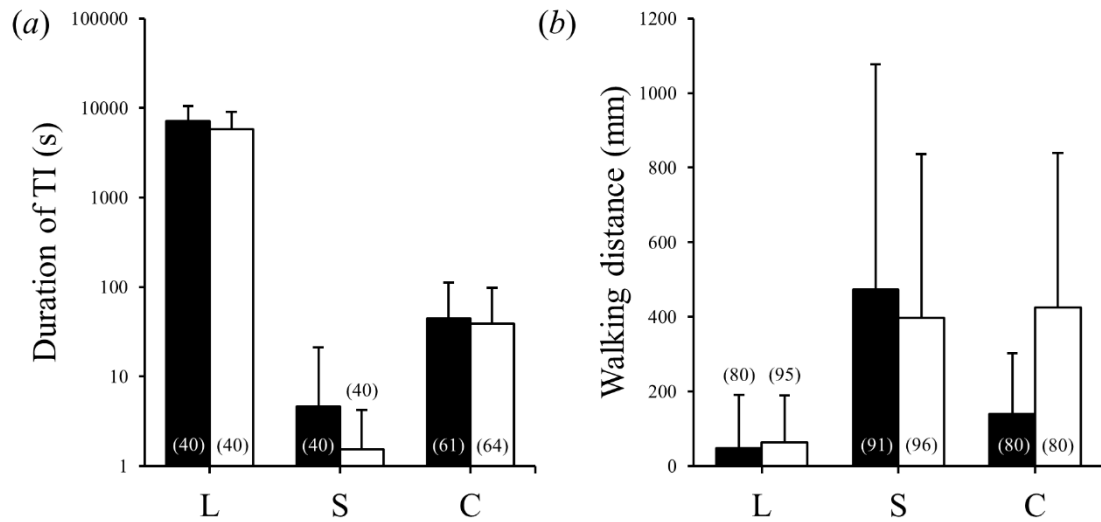 (a)
100000
10000
1000
100
10
1
Duration of TI (s)
(40) (40) (40) (40) (61) (64)
L S C
(b)
1200
1000
800
600
400
200
0
Walking distance (mm)
(80) (95) (91) (96) (80) (80)
L S C